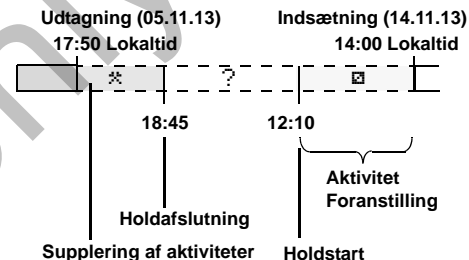 Udtagning (05.11.13) Indsætning (14.11.13)
17:50 Lokaltid 14:00 Lokaltid
?
18:45 12:10
Aktivitet
Foranstilling
Holdafslutning
Supplering af aktiviteter Holdstart